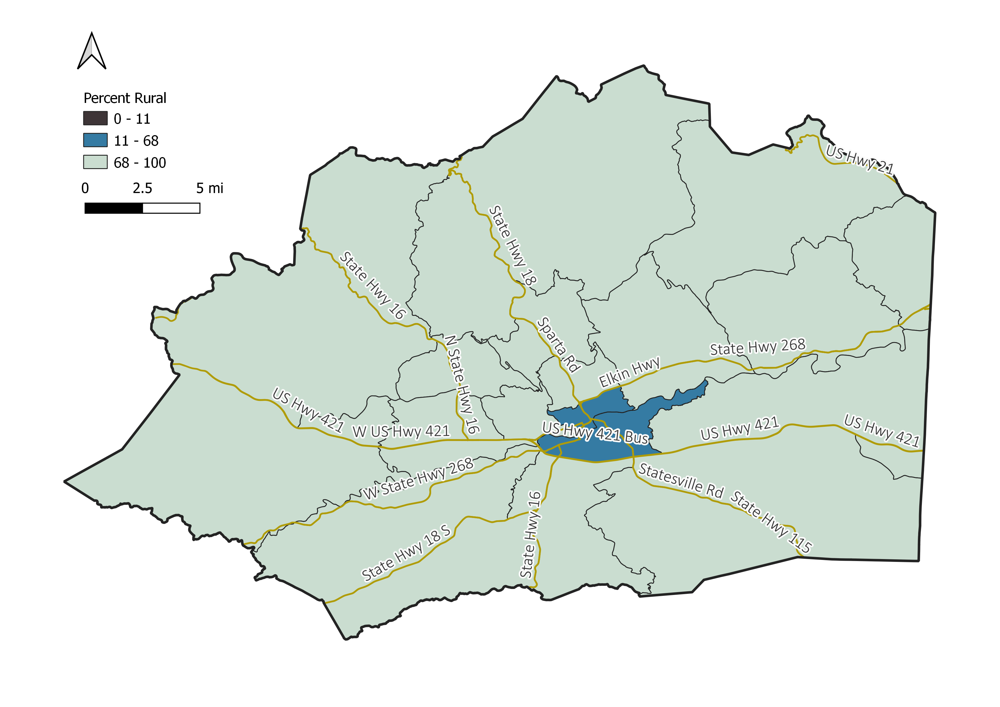 Percent Rural
0 - 11
11 - 68
68 - 100
0 2.5 5 mi
US Hwy 21
State Hwy 18
State Hwy 16
Sparta Rd
N State Hwy 16
State Hwy 268
Elkin Hwy
US Hwy 421
W US Hwy 421
US Hwy 421 Bus
US Hwy 421
US Hwy 421
W State Hwy 268
Statesville Rd
State Hwy 115
State Hwy 16
State Hwy 18 S